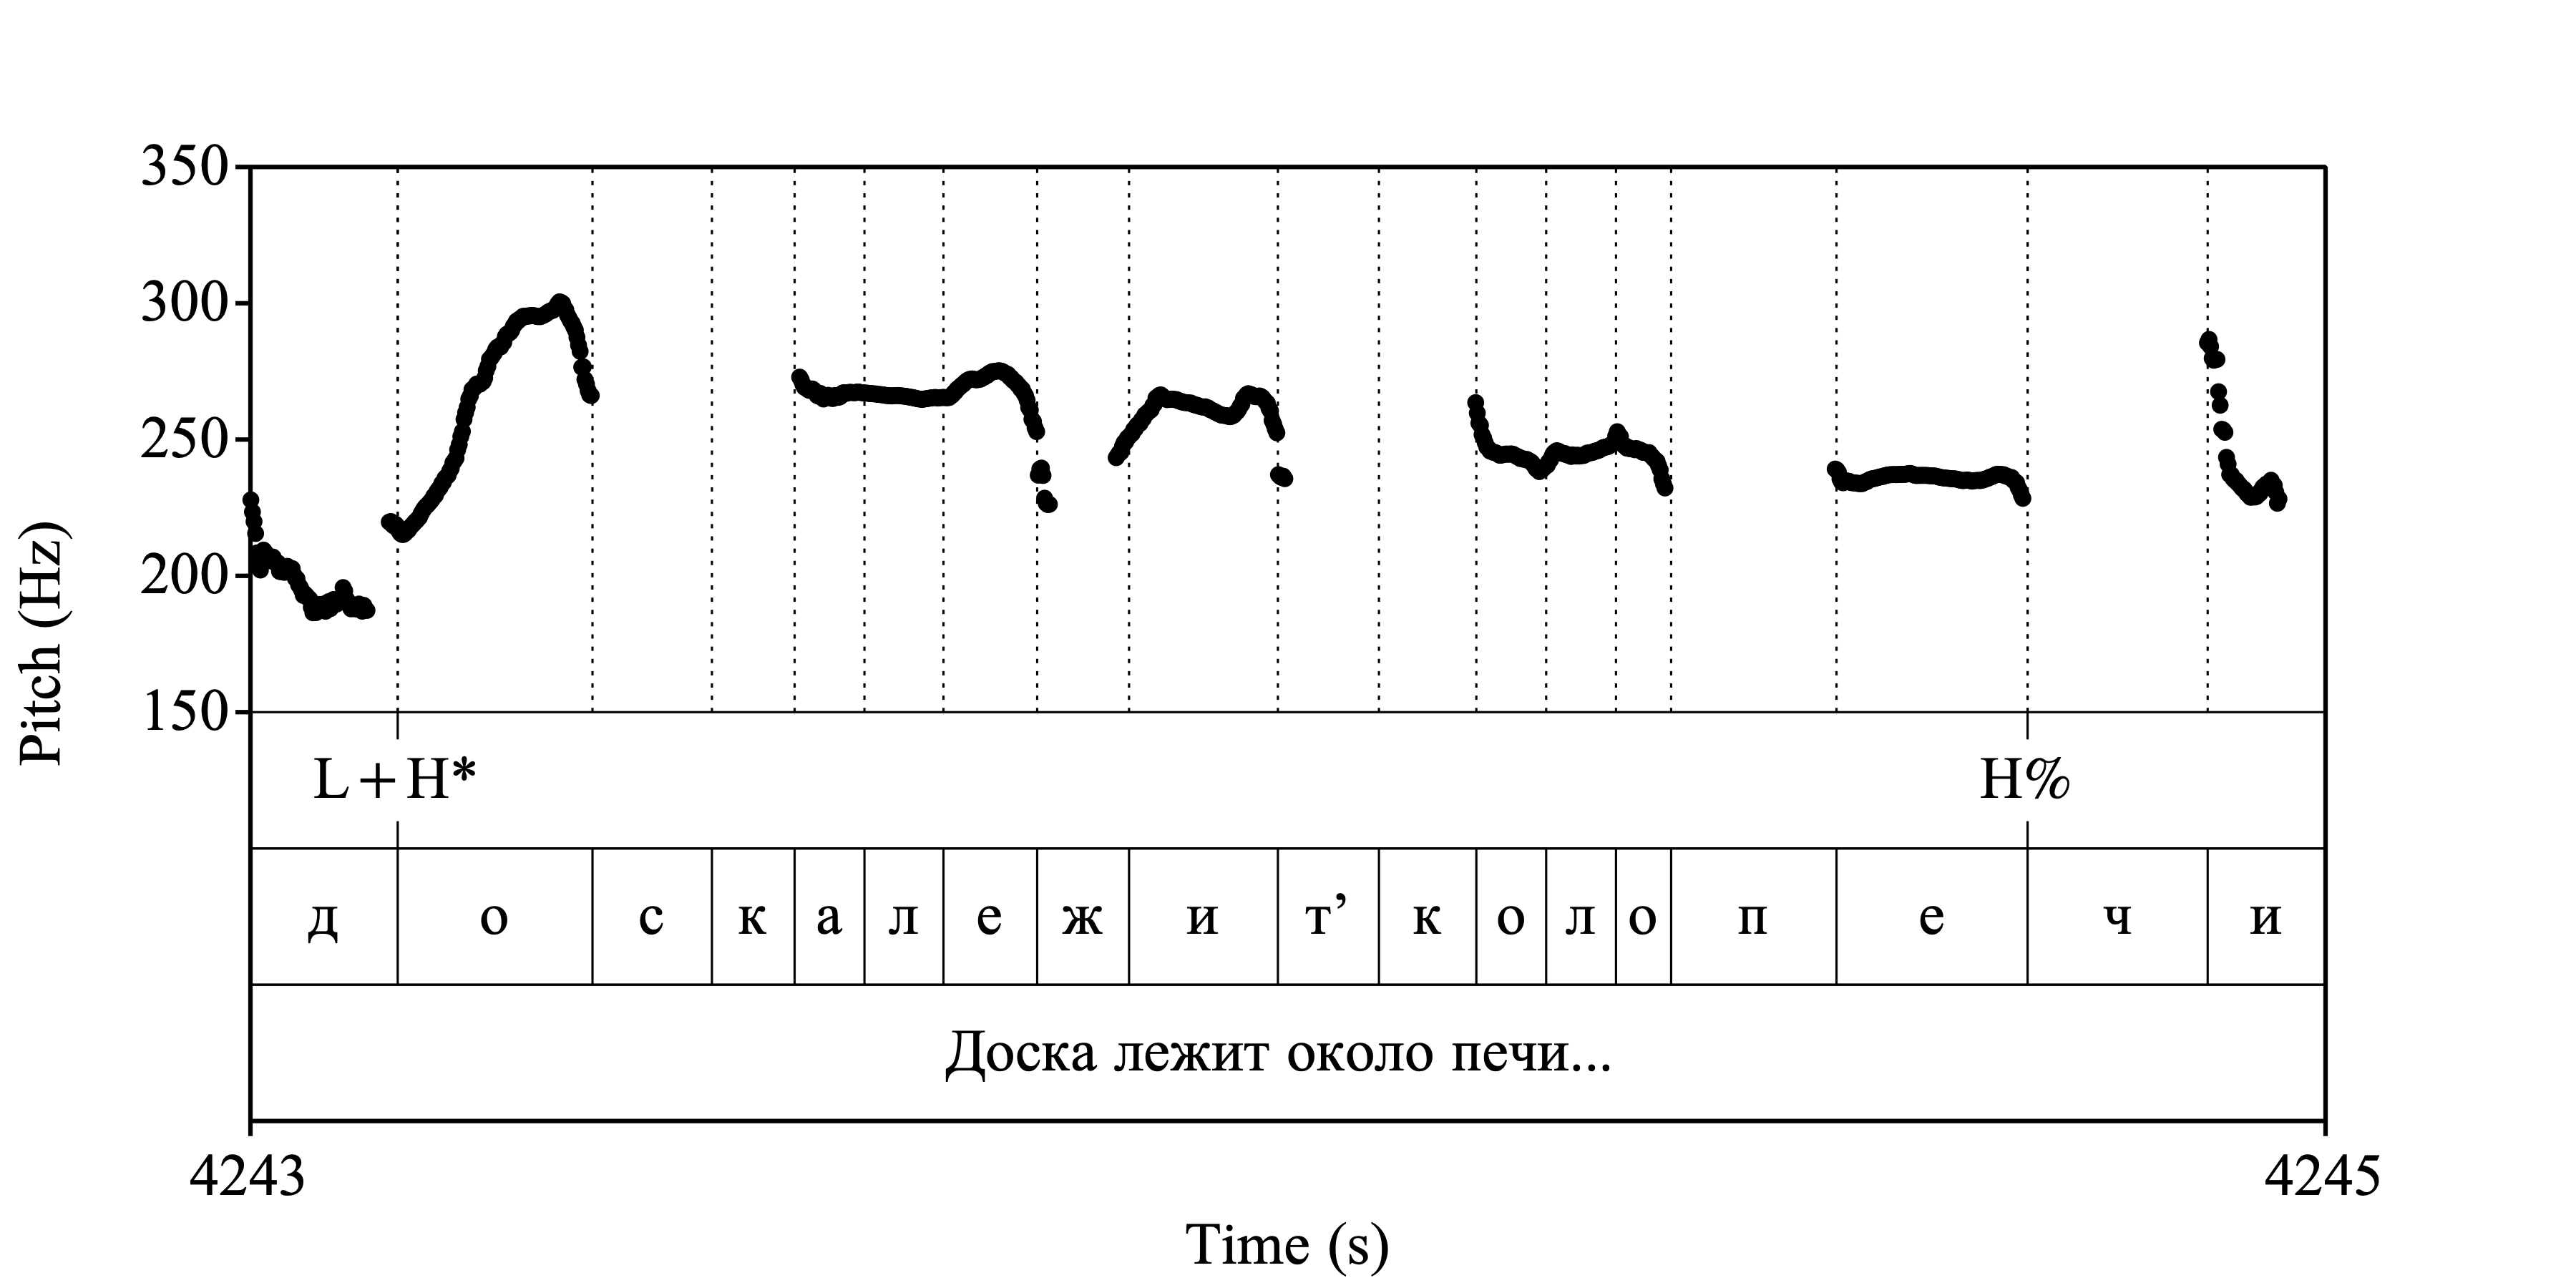 350
300
250
200
150
Pitch (Hz)
L+H* H%
д о с к а л е ж и т’ к о л о п е ч и
Доска лежит около печи...
4243 4245
Time (s)